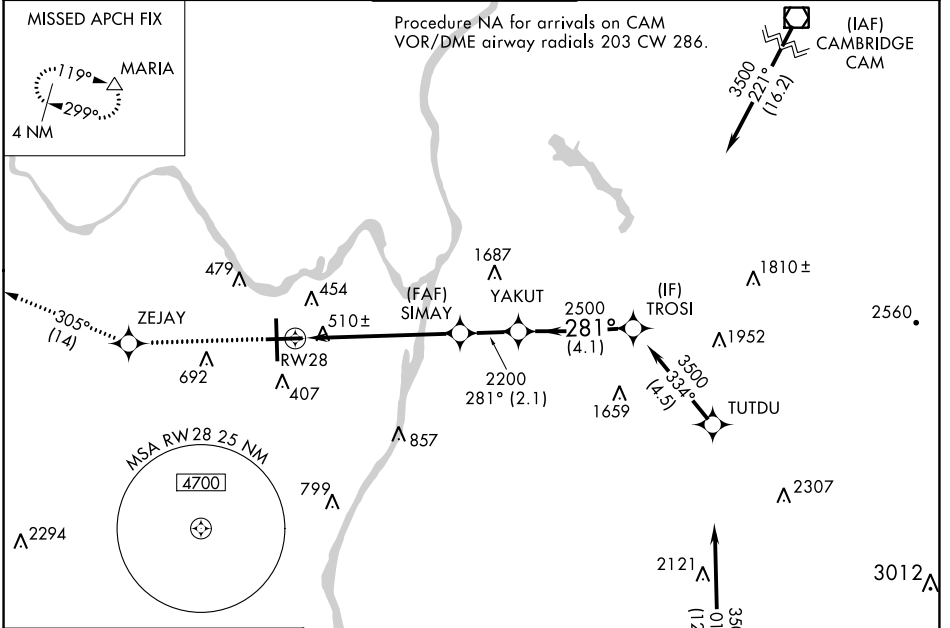 MISSED APCH FIX
119°
MARIA
299°
4 NM
Procedure NA for arrivals on CAM
VOR/DME airway radials 203 CW 286.
(IAF)
CAMBRIDGE
CAM
3500
221°
(16.2)
1687
479
454
(FAF)
SIMAY
YAKUT
2500
281°
(4.1)
(IF)
TROSI
1810 ±
2560
305°
(14)
ZEJAY
510 ±
1952
RW28
692
407
2200
281° (2.1)
3500
334°
(4.5)
1659
TUTDU
857
MSA RW 28 25 NM
4700
799
2307
2294
2121
3012